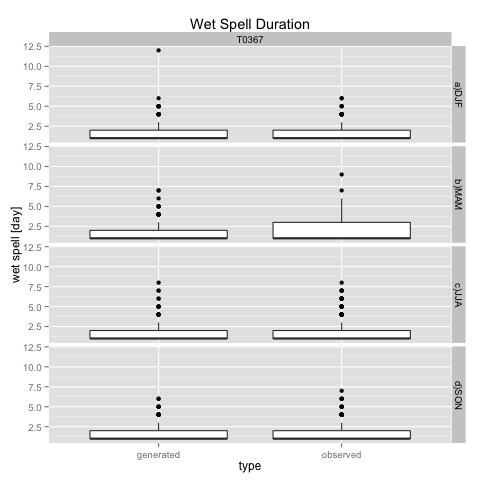 Wet Spell Duration
T0367
12.5
10.0
7.5
5.0
2.5
a)DJF
12.5
10.0
7.5
5.0
2.5
b)MAM
12.5
10.0
7.5
5.0
2.5
c)JJA
12.5
10.0
7.5
5.0
2.5
d)SON
wet spell [day]
generated observed
type